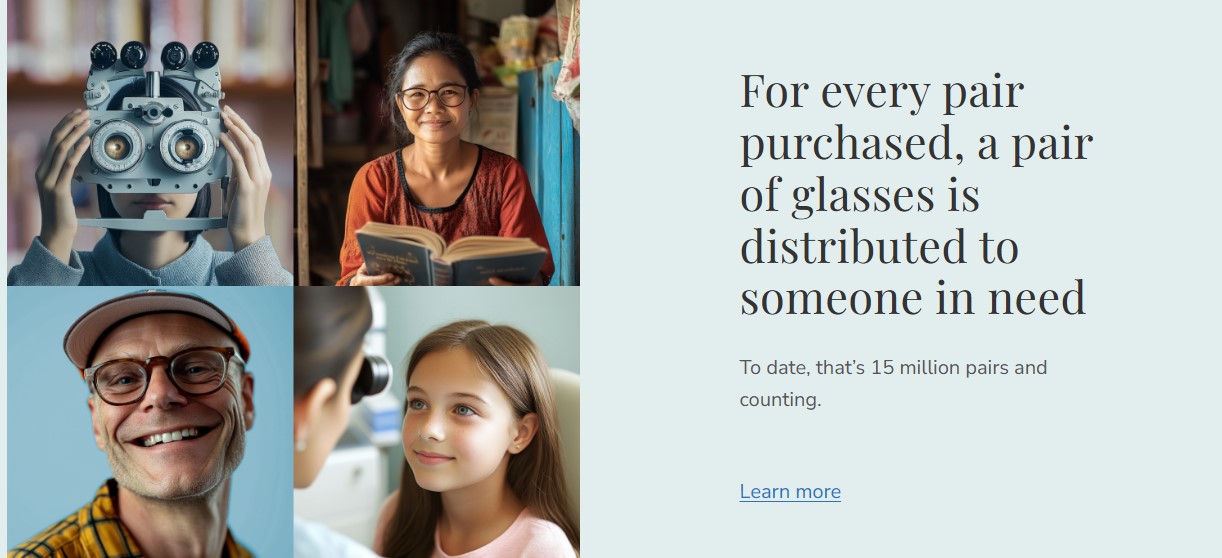 For every pair
purchased, a pair
of glasses is
distributed to
someone in need
To date, that’s 15 million pairs and
counting.
Learn more